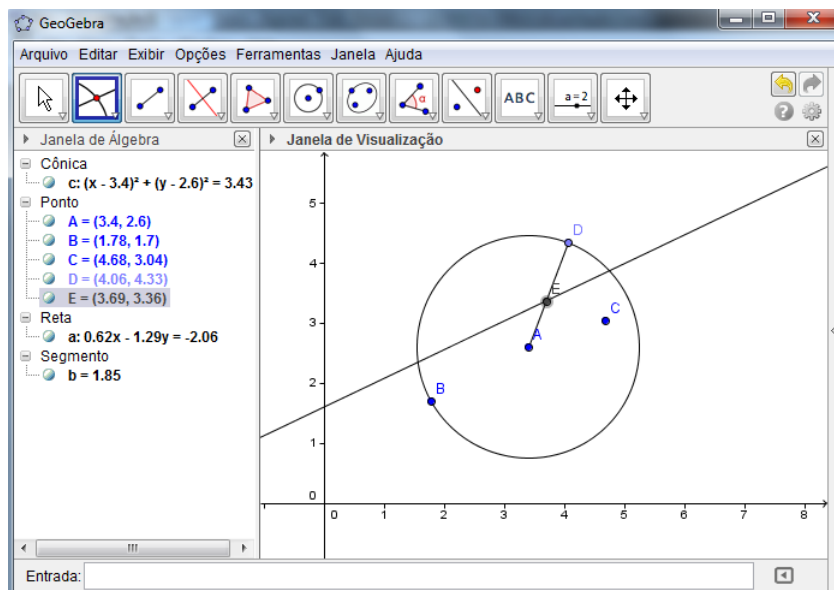 GeoGebra
Arquivo Editar Exibir Opções Ferramentas Janela Ajuda
ABC
a=2
α
Janela de Álgebra
Cônica
c: (x - 3.4)² + (y - 2.6)² = 3.43
Ponto
A = (3.4, 2.6)
B = (1.78, 1.7)
C = (4.68, 3.04)
D = (4.06, 4.33)
E = (3.69, 3.36)
Reta
a: 0.62x - 1.29y = -2.06
Segmento
b = 1.85
Janela de Visualização
5
4
3
2
1
0
0 1 2 3 4 5 6 7 8
D
E
C
A
B
Entrada: